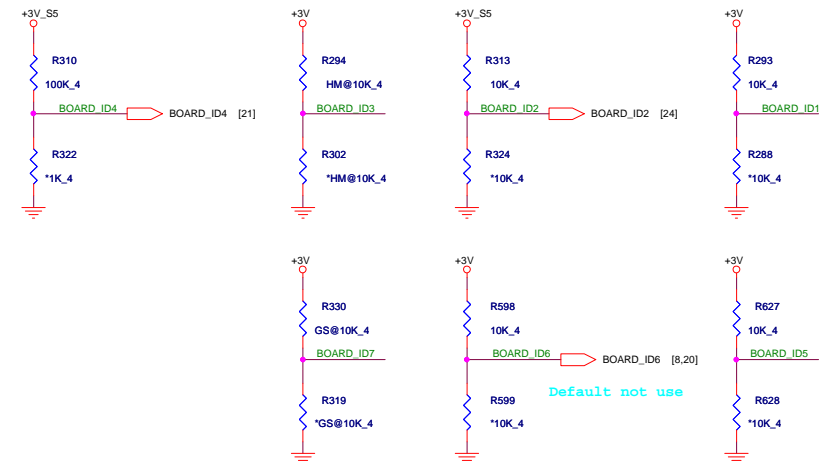 +3V_S5
+3V
+3V_S5
+3V
R310
R294
R313
R293
100K_4
HM@10K_4
10K_4
10K_4
BOARD_ID4
BOARD_ID4 [21]
BOARD_ID3
BOARD_ID2
BOARD_ID2 [24]
BOARD_ID1
R322
R302
R324
R288
*1K_4
*HM@10K_4
*10K_4
*10K_4
+3V
+3V
+3V
R330
R598
R627
GS@10K_4
10K_4
10K_4
BOARD_ID7
BOARD_ID6
BOARD_ID6 [8,20]
BOARD_ID5
Default not use
R319
R599
R628
*GS@10K_4
*10K_4
*10K_4